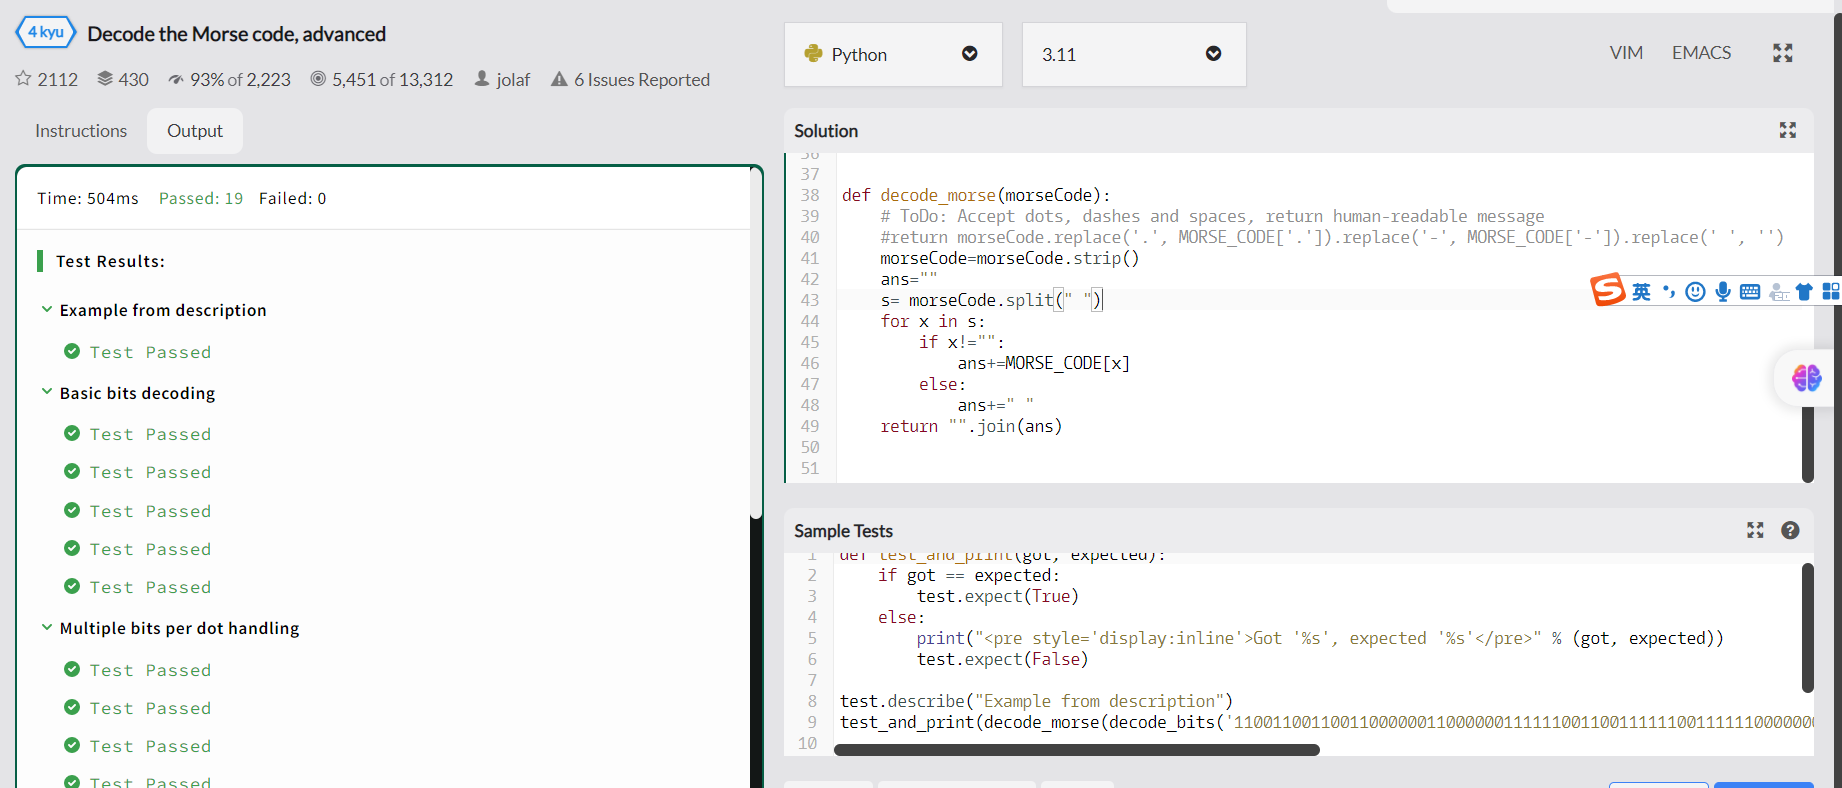 4 kyu
Decode the Morse code, advanced
2112 430 93% of 2,223 5,451 of 13,312 jolaf 6 Issues Reported
Instructions Output
Time: 504ms Passed: 19 Failed: 0
Test Results:
Example from description
Test Passed
Basic bits decoding
Test Passed
Test Passed
Test Passed
Test Passed
Test Passed
Multiple bits per dot handling
Test Passed
Test Passed
Test Passed
Test Passed
Python 3.11 VIM EMACS
Solution
36
37
38 def decode_morse(morseCode):
39 # ToDo: Accept dots, dashes and spaces, return human-readable message
40 #return morseCode.replace('.', MORSE_CODE['.']).replace('-', MORSE_CODE['-']).replace(' ', '')
41 morseCode=morseCode.strip()
42 ans=""
43 s= morseCode.split(" ")
44 for x in s:
45 if x!="":
46 ans+=MORSE_CODE[x]
47 else:
48 ans+=" "
49 return "".join(ans)
50
51
英
Sample Tests
1 def test_and_print(got, expected):
2 if got == expected:
3 test.expect(True)
4 else:
5 print("<pre style='display:inline'>Got '%s', expected '%s'</pre>" % (got, expected))
6 test.expect(False)
7
8 test.describe("Example from description")
9 test_and_print(decode_morse(decode_bits('1100110011001100000011000000111111001100111111001111110000000
10